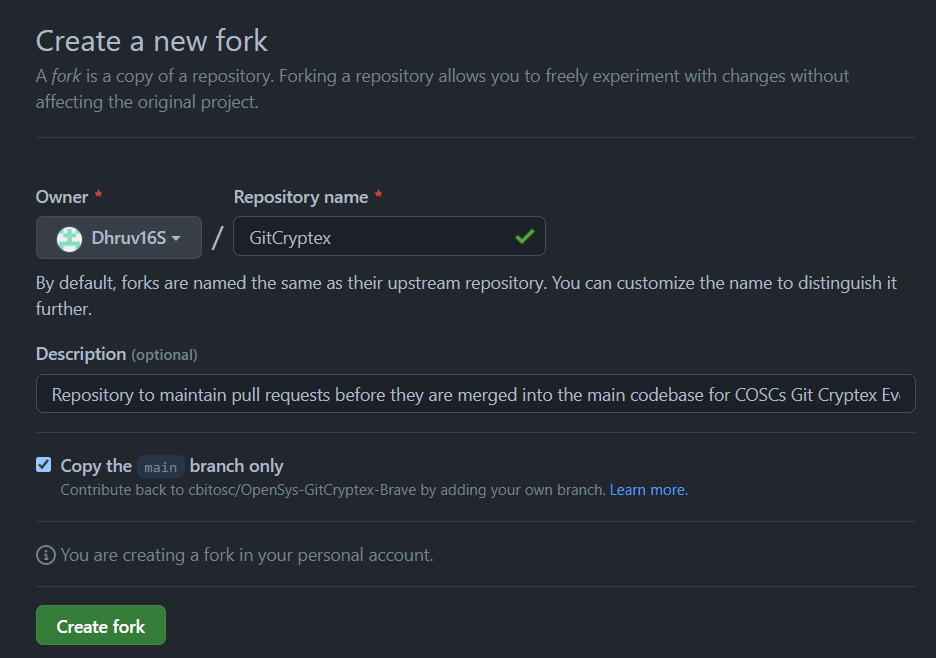 Create a new fork
A fork is a copy of a repository. Forking a repository allows you to freely experiment with changes without
affecting the original project.
Owner * Repository name *
Dhruv16S / GitCryptex
By default, forks are named the same as their upstream repository. You can customize the name to distinguish it
further.
Description (optional)
Repository to maintain pull requests before they are merged into the main codebase for COSCs Git Cryptex Eve
Copy the main branch only
Contribute back to cbitosc/OpenSys-GitCryptex-Brave by adding your own branch. Learn more.
You are creating a fork in your personal account.
Create fork